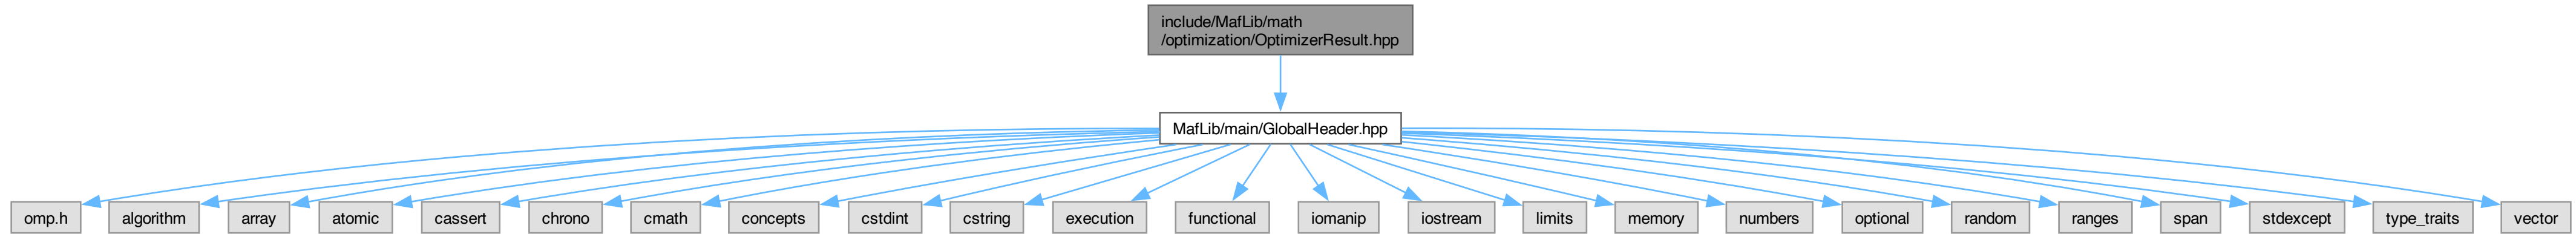 include/MafLib/math
/optimization/OptimizerResult.hpp
MafLib/main/GlobalHeader.hpp
omp.h
algorithm
array
atomic
cassert
chrono
cmath
concepts
cstdint
cstring
execution
functional
iomanip
iostream
limits
memory
numbers
optional
random
ranges
span
stdexcept
type_traits
vector